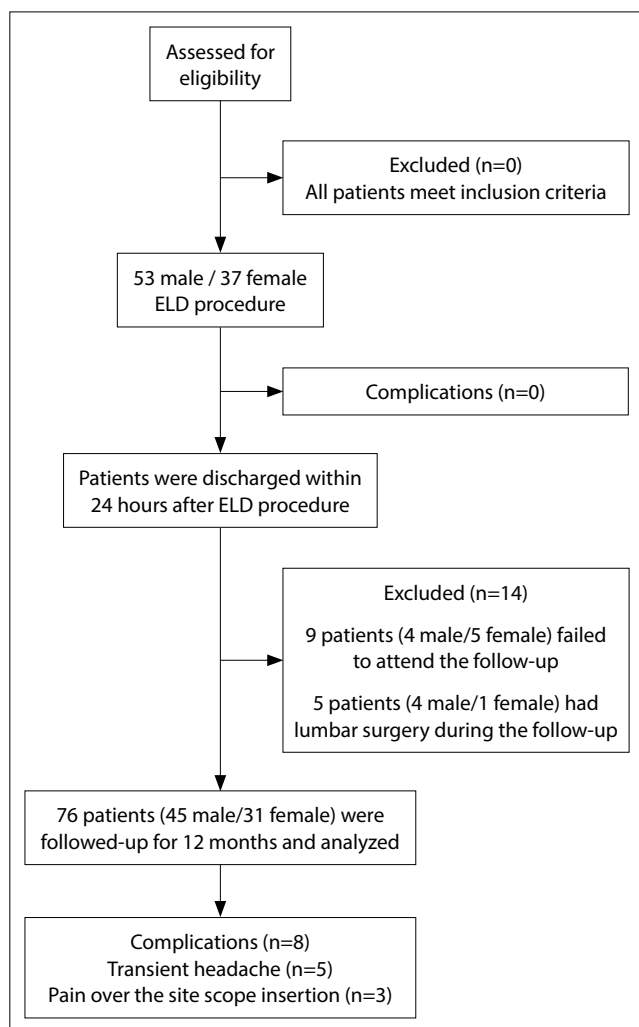 Assessed for
eligibility
Excluded (n=0)
All patients meet inclusion criteria
53 male / 37 female
ELD procedure
Complications (n=0)
Patients were discharged within
24 hours after ELD procedure
Excluded (n=14)
9 patients (4 male/5 female) failed
to attend the follow-up
5 patients (4 male/1 female) had
lumbar surgery during the follow-up
76 patients (45 male/31 female) were
followed-up for 12 months and analyzed
Complications (n=8)
Transient headache (n=5)
Pain over the site scope insertion (n=3)